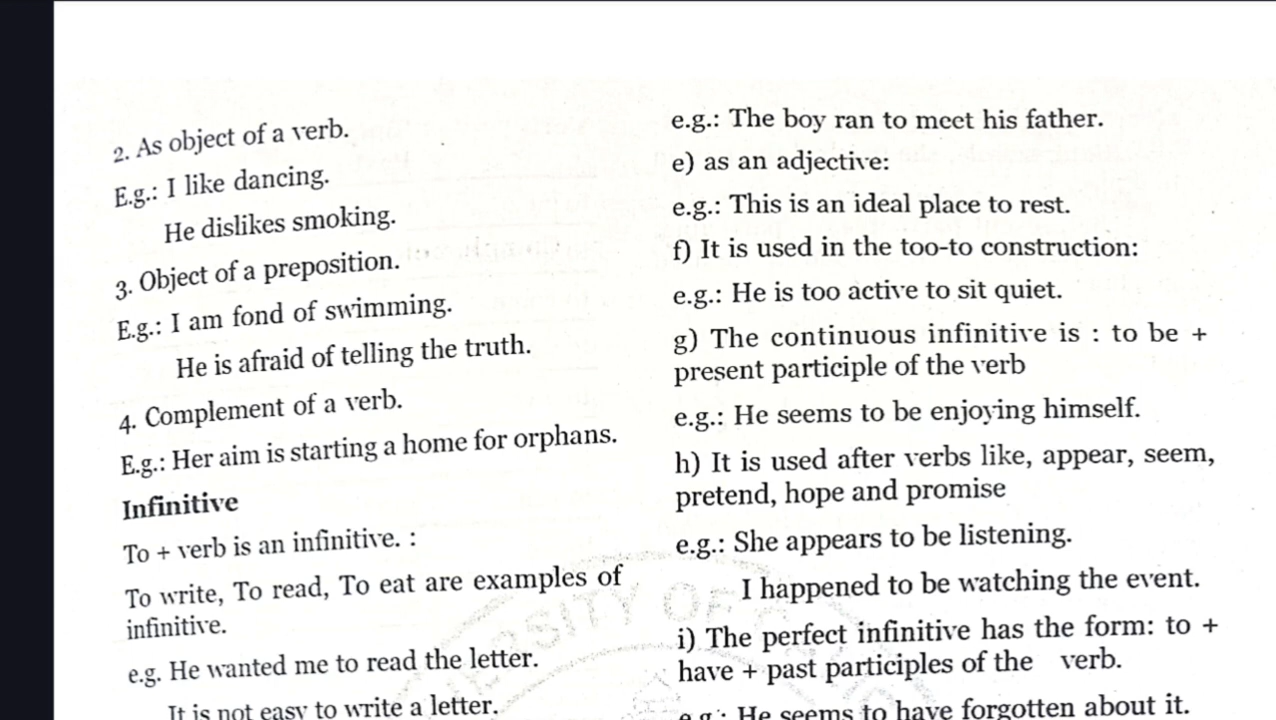 2. As object of a verb.
E.g.: I like dancing.
He dislikes smoking.
3. Object of a preposition.
E.g.: I am fond of swimming.
He is afraid of telling the truth.
4. Complement of a verb.
E.g.: Her aim is starting a home for orphans.
Infinitive
To + verb is an infinitive. :
To write, To read, To eat are examples of
infinitive.
e.g. He wanted me to read the letter.
It is not easy to write a letter.
e.g.: The boy ran to meet his father.
e) as an adjective:
e.g.: This is an ideal place to rest.
f) It is used in the too-to construction:
e.g.: He is too active to sit quiet.
g) The continuous infinitive is : to be +
present participle of the verb
e.g.: He seems to be enjoying himself.
h) It is used after verbs like, appear, seem,
pretend, hope and promise
e.g.: She appears to be listening.
I happened to be watching the event.
i) The perfect infinitive has the form: to +
have + past participles of the verb.
e.g.: He seems to have forgotten about it.